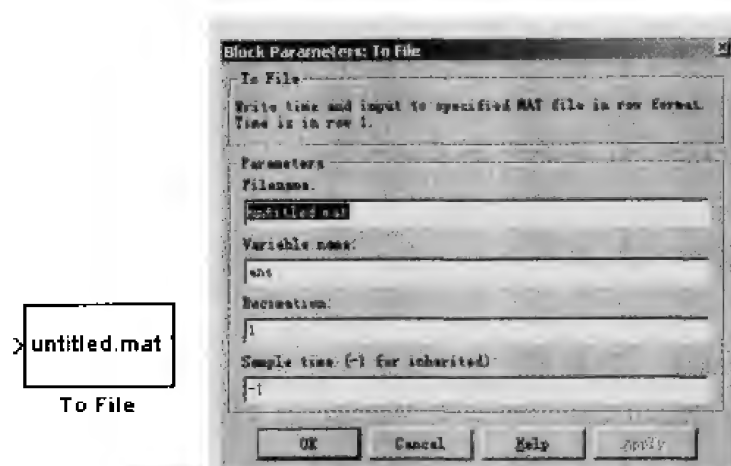 Block Parameters: To File
To File
Write time and input to specified MAT file in row format.
Time is in row 1.
Parameters
Filename:
untitled.mat
Variable name:
ans
Decimation:
1
Sample time (-1 for inherited)
-1
OK
Cancel
Help
Apply
untitled.mat
To File